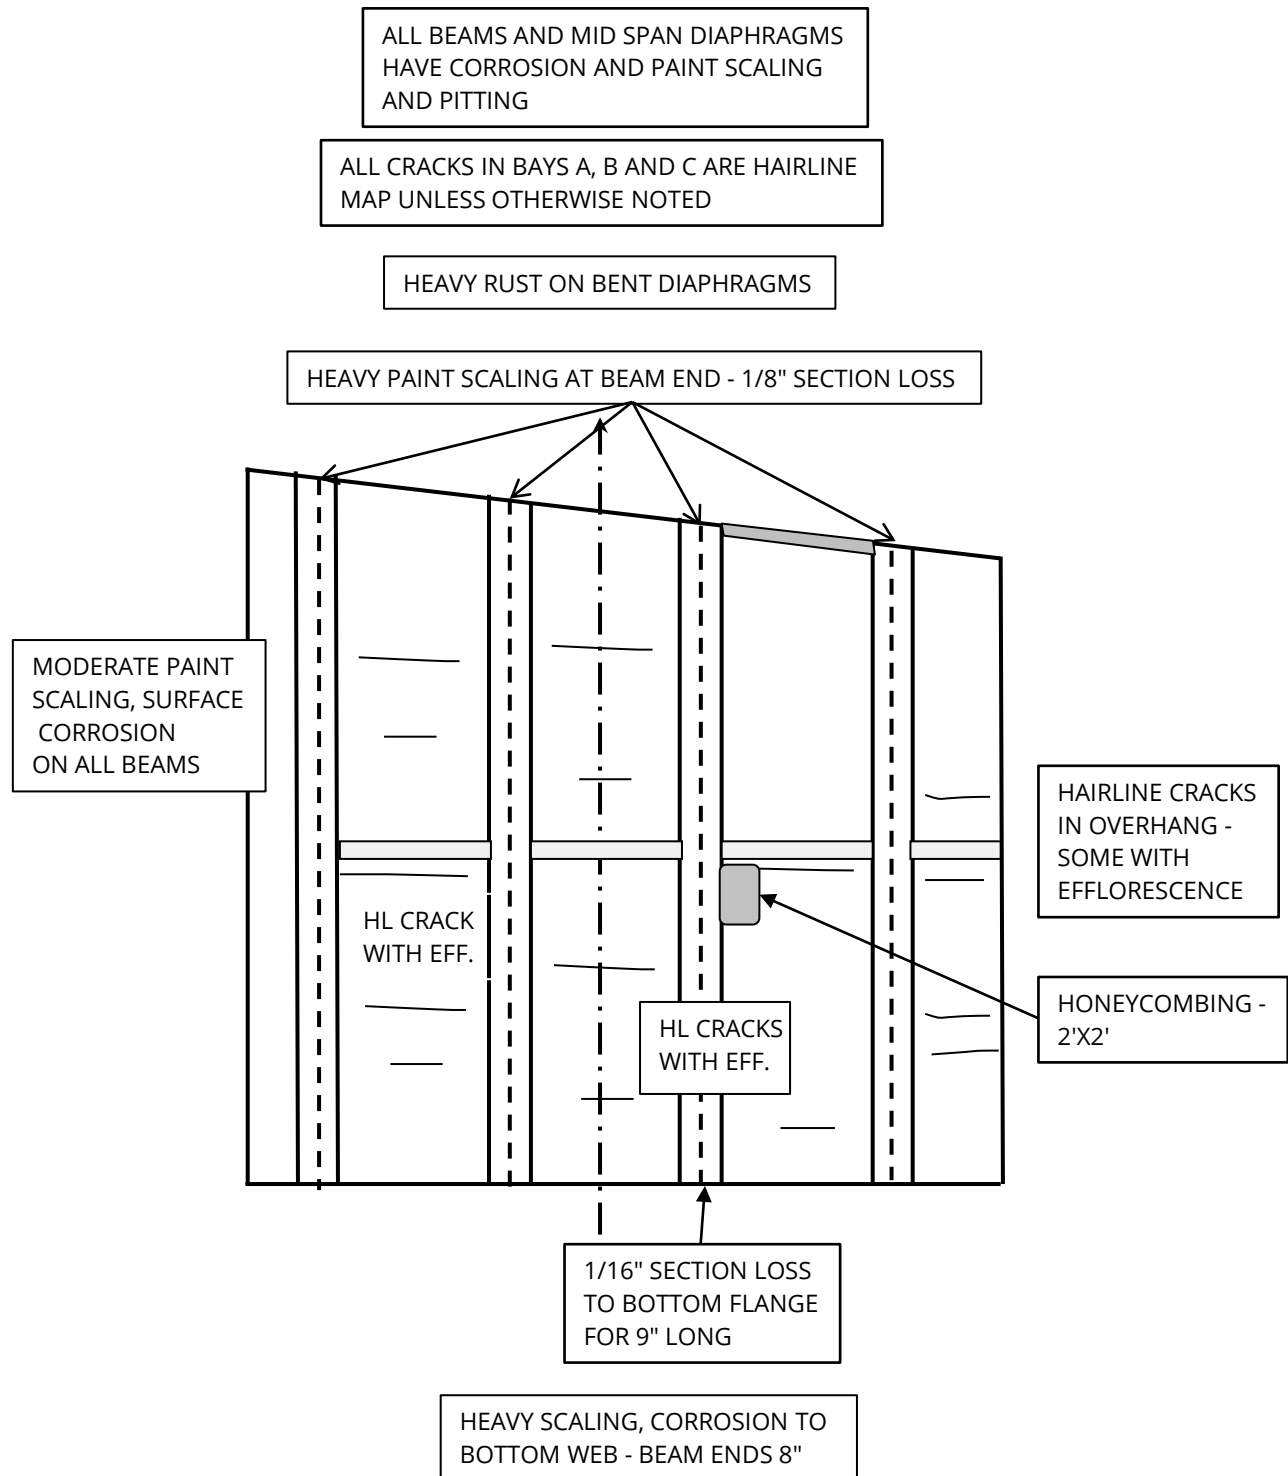 ALL BEAMS AND MID SPAN DIAPHRAGMS
HAVE CORROSION AND PAINT SCALING
AND PITTING
ALL CRACKS IN BAYS A, B AND C ARE HAIRLINE
MAP UNLESS OTHERWISE NOTED
HEAVY RUST ON BENT DIAPHRAGMS
HEAVY PAINT SCALING AT BEAM END - 1/8" SECTION LOSS
MODERATE PAINT
SCALING, SURFACE
CORROSION
ON ALL BEAMS
HAIRLINE CRACKS
IN OVERHANG -
SOME WITH
EFFLORESCENCE
HL CRACK
WITH EFF.
HONEYCOMBING -
2'X2'
HL CRACKS
WITH EFF.
1/16" SECTION LOSS
TO BOTTOM FLANGE
FOR 9" LONG
HEAVY SCALING, CORROSION TO
BOTTOM WEB - BEAM ENDS 8"